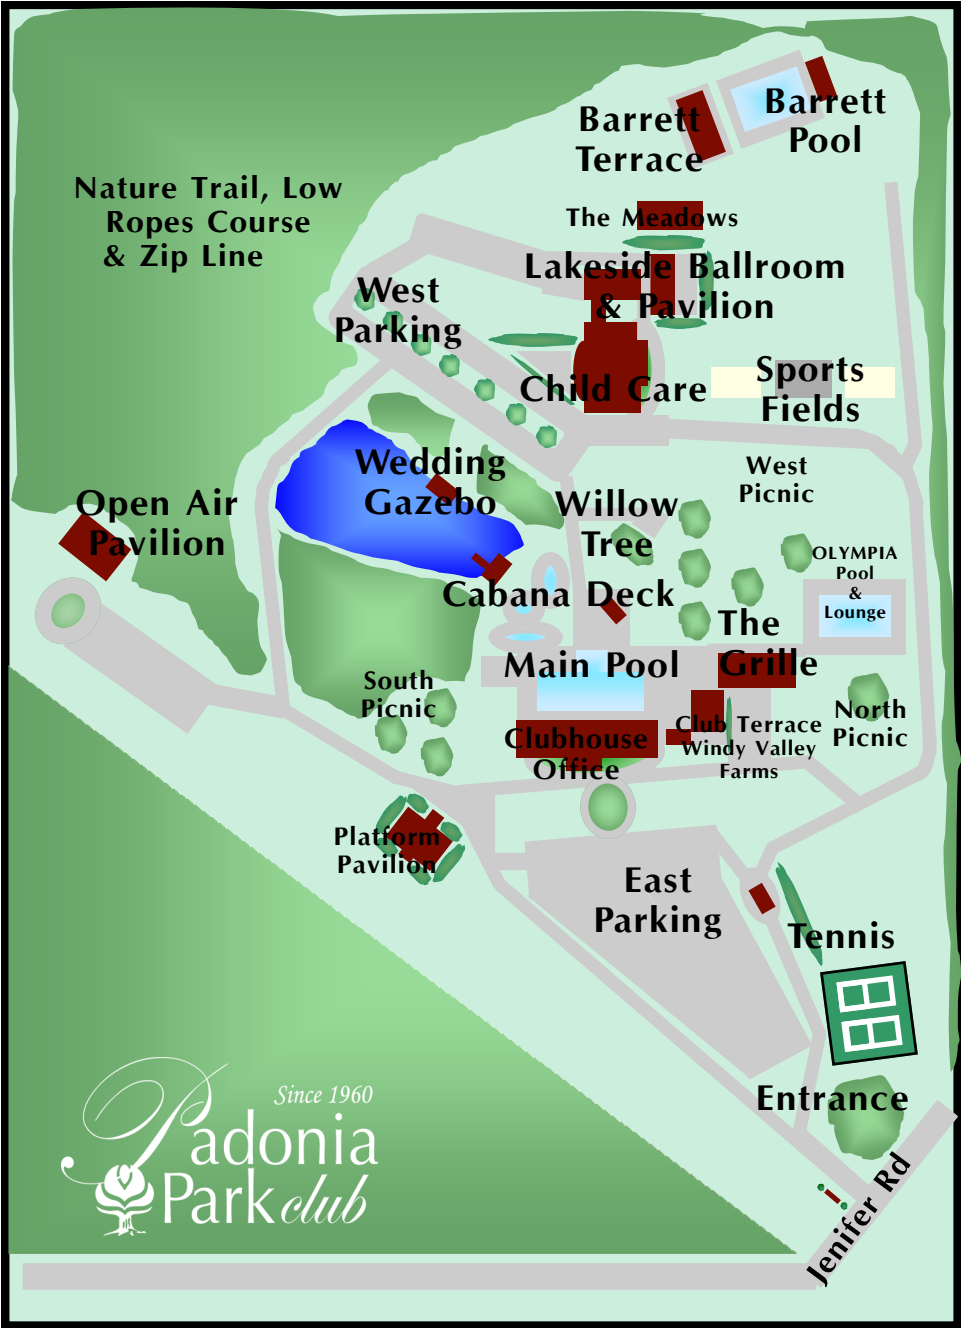 Barrett
Pool
Barrett
Terrace
Nature Trail, Low
Ropes Course
& Zip Line
The Meadows
Lakeside Ballroom
& Pavilion
West
Parking
Child Care
Sports
Fields
West
Picnic
Wedding
Gazebo
Open Air
Pavilion
Willow
Tree
OLYMPIA
Pool
&
Lounge
Cabana Deck
The
Grille
Main Pool
South
Picnic
North
Picnic
Clubhouse
Office
Club Terrace
Windy Valley
Farms
Platform
Pavilion
East
Parking
Tennis
Entrance
Jenifer Rd
Since 1960
Padonia
Park club